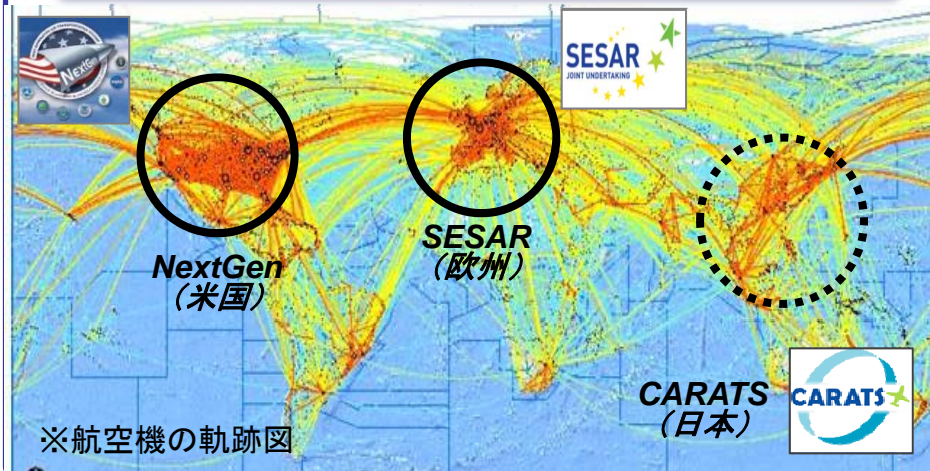 NextGen
SESAR
JOINT UNDERTAKING
NextGen
（米国）
SESAR
（欧州）
CARATS
（日本）
CARATS
※航空機の軌跡図